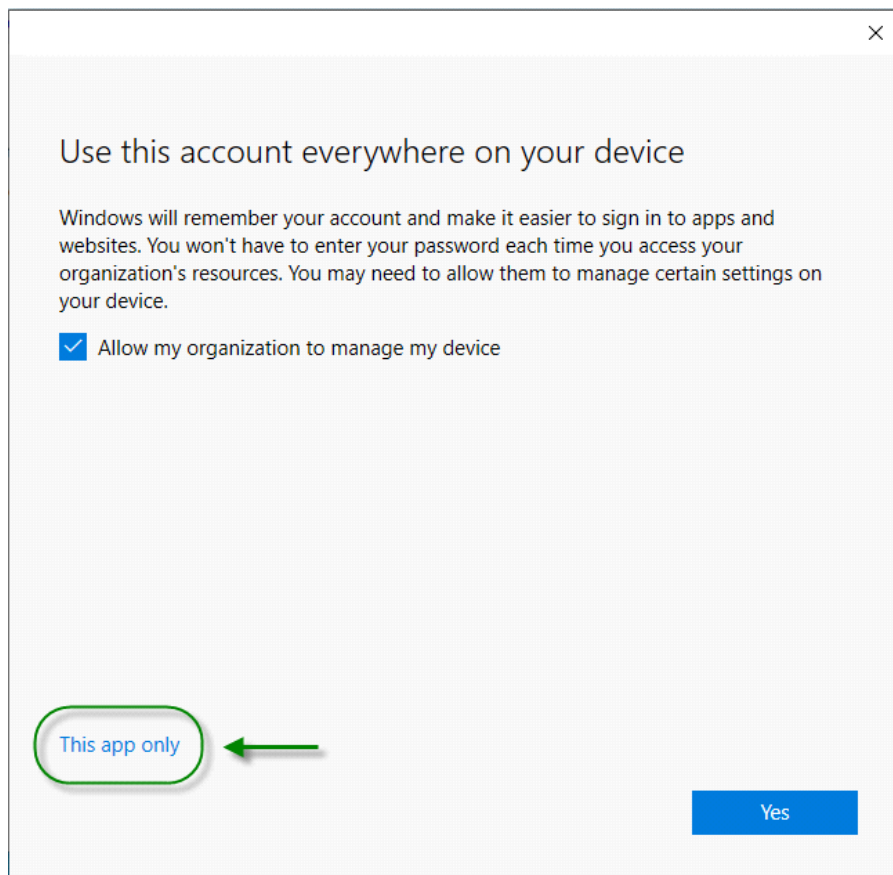 Use this account everywhere on your device
Windows will remember your account and make it easier to sign in to apps and
websites. You won't have to enter your password each time you access your
organization's resources. You may need to allow them to manage certain settings on
your device.
Allow my organization to manage my device
This app only
Yes